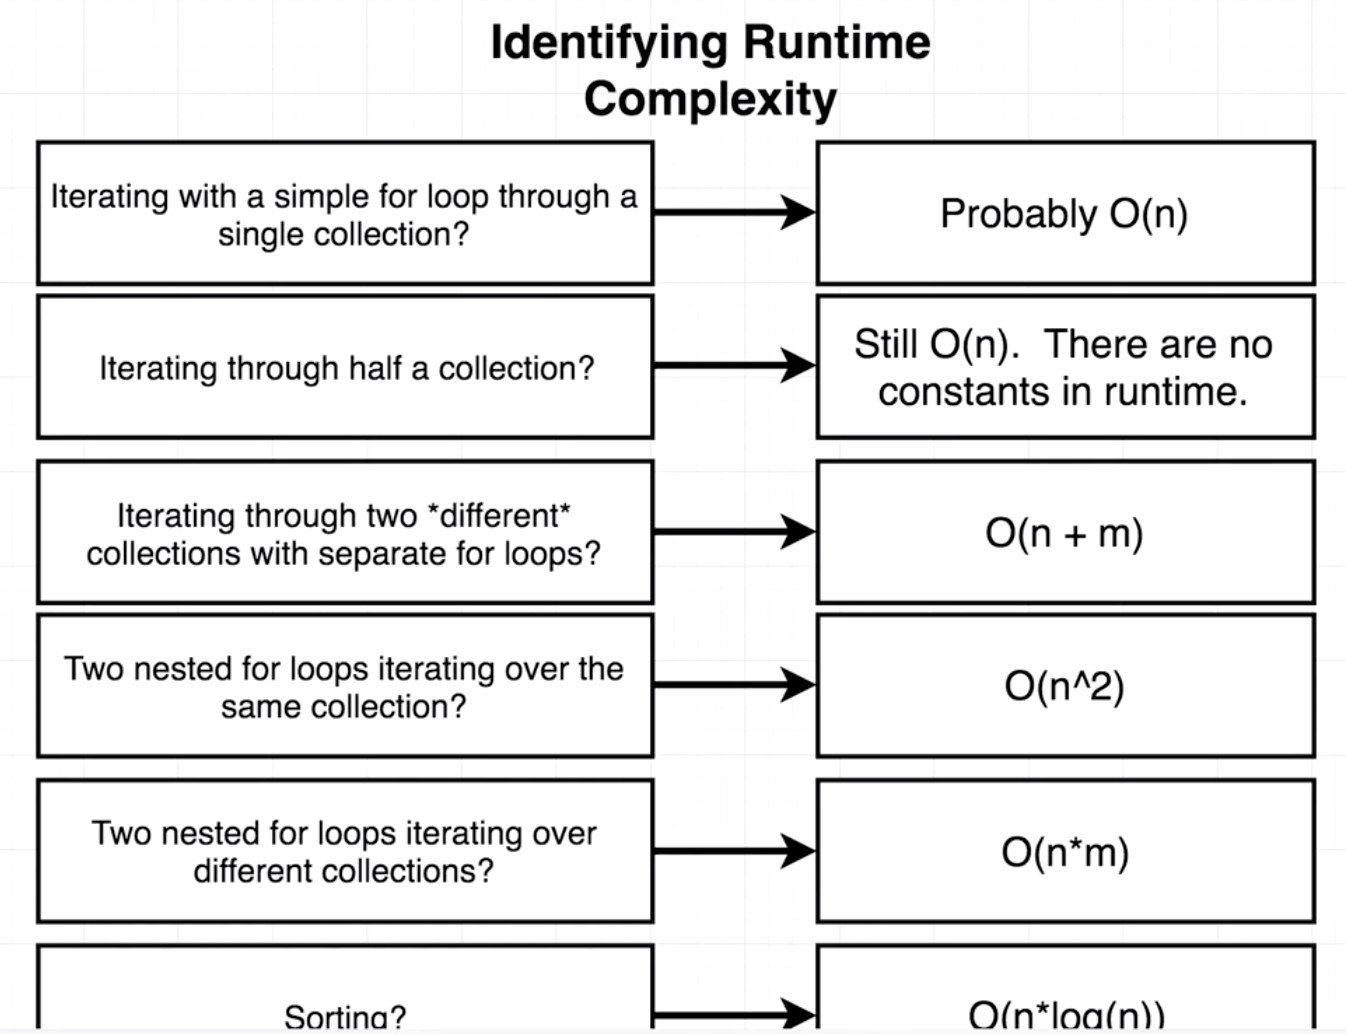 Identifying Runtime
Complexity
Iterating with a simple for loop through a
single collection?
Probably O(n)
Iterating through half a collection?
Still O(n).  There are no
constants in runtime.
Iterating through two *different*
collections with separate for loops?
O(n + m)
Two nested for loops iterating over the
same collection?
O(n^2)
Two nested for loops iterating over
different collections?
O(n*m)
Sorting?
O(n*log(n))